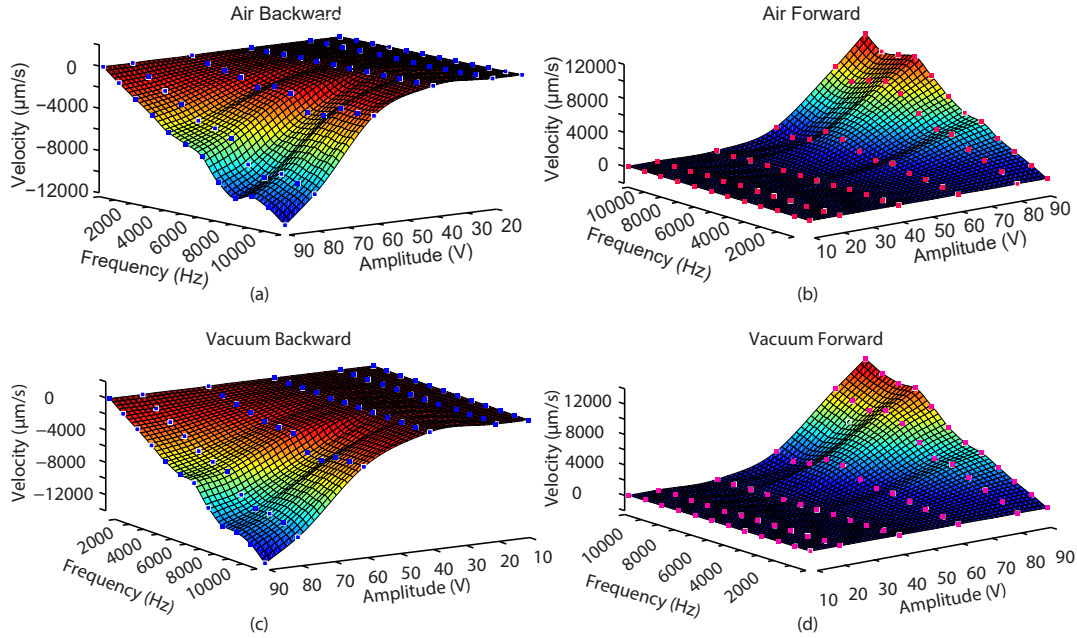 Air Backward
Velocity (µm/s)
0
−4000
−8000
−12000
2000
4000
6000
8000
10000
Frequency (Hz)
90 80 70 60 50 40 30 20
Amplitude (V)
(a)
Air Forward
Velocity (µm/s)
12000
8000
4000
0
10000
8000
6000
4000
2000
Frequency (Hz)
10 20 30 40 50 60 70 80 90
Amplitude (V)
(b)
Vacuum Backward
Velocity (µm/s)
0
−4000
−8000
−12000
2000
4000
6000
8000
10000
Frequency (Hz)
90 80 70 60 50 40 30 20 10
Amplitude (V)
(c)
Vacuum Forward
Velocity (µm/s)
12000
8000
4000
0
10000
8000
6000
4000
2000
Frequency (Hz)
10 20 30 40 50 60 70 80 90
Amplitude (V)
(d)